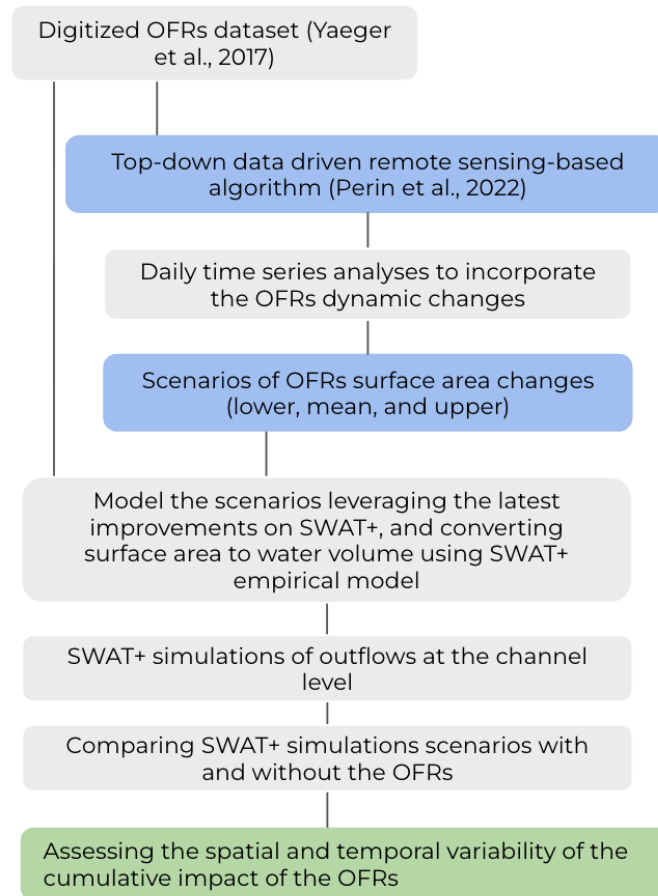 Digitized OFRs dataset (Yaeger
et al., 2017)
Top-down data driven remote sensing-based
algorithm (Perin et al., 2022)
Daily time series analyses to incorporate
the OFRs dynamic changes
Scenarios of OFRs surface area changes
(lower, mean, and upper)
Model the scenarios leveraging the latest
improvements on SWAT+, and converting
surface area to water volume using SWAT+
empirical model
SWAT+ simulations of outflows at the channel
level
Comparing SWAT+ simulations scenarios with
and without the OFRs
Assessing the spatial and temporal variability of the
cumulative impact of the OFRs